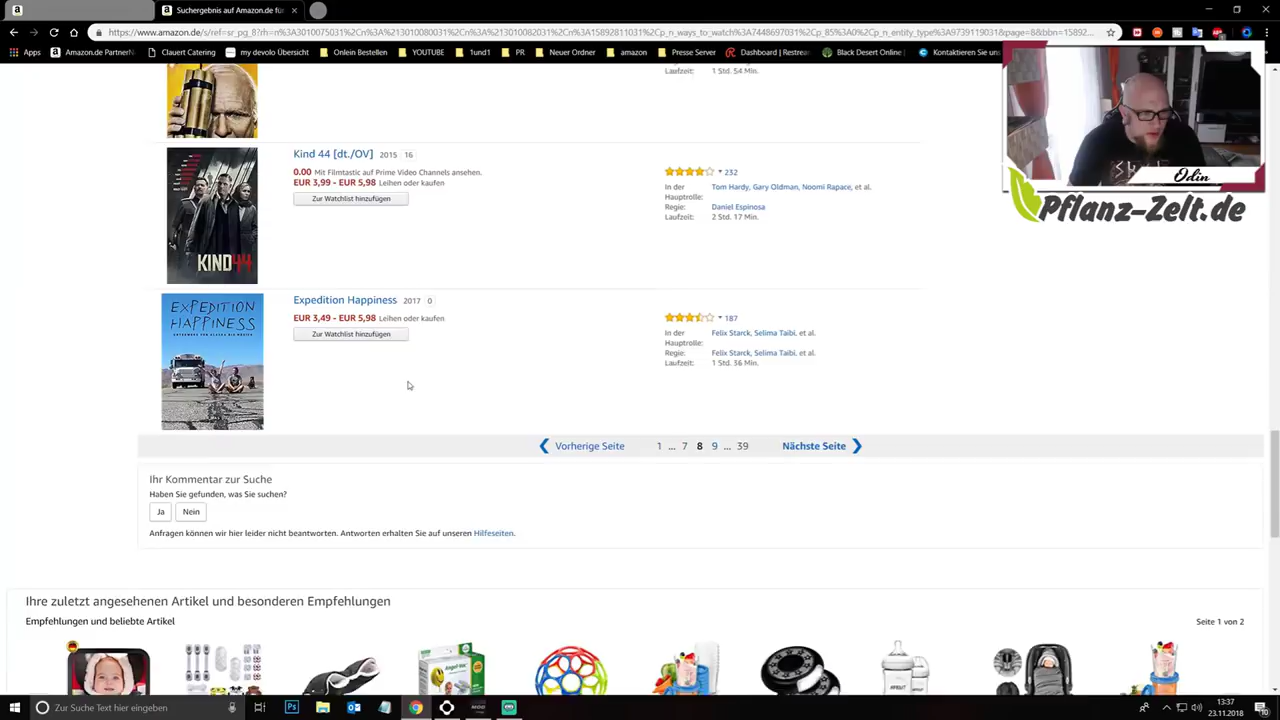 Suchergebnis auf Amazon.de für
https://www.amazon.de/s/ref=sr_pg_8?rh=n%3A3010075031%2Cn%3A3010080031%2Cn%3A3010082031%2Cn%3A15892811031%2Cp_n_ways_to_watch%3A7448697031%2Cp_85%3A0%2Cp_n_entity_type%3A9739119031&page=8&bbn=15892...
Apps
Amazon.de PartnerN
Clauert Catering
my devolo Übersicht
Onlein Bestellen
YOUTUBE
1und1
PR
Neuer Ordner
amazon
Presse Server
Dashboard | Restrea
Black Desert Online
Kontaktieren Sie uns
Laufzeit: 1 Std. 54 Min.
Kind 44 [dt./OV] 2015 16
0.00 Mit Filmtastic auf Prime Video Channels ansehen.
EUR 3,99 - EUR 5,98 Leihen oder kaufen
Zur Watchlist hinzufügen
232
In der Hauptrolle: Tom Hardy, Gary Oldman, Noomi Rapace, et al.
Regie: Daniel Espinosa
Laufzeit: 2 Std. 17 Min.
KIND 44
Odin
Pflanz-Zelt.de
Expedition Happiness 2017 0
EUR 3,49 - EUR 5,98 Leihen oder kaufen
Zur Watchlist hinzufügen
187
In der Hauptrolle: Felix Starck, Selima Taibi, et al.
Regie: Felix Starck, Selima Taibi, et al.
Laufzeit: 1 Std. 36 Min.
EXPEDITION
HAPPINESS
Vorherige Seite 1 ... 7 8 9 ... 39 Nächste Seite
Ihr Kommentar zur Suche
Haben Sie gefunden, was Sie suchen?
Ja Nein
Anfragen können wir hier leider nicht beantworten. Antworten erhalten Sie auf unseren Hilfeseiten.
Ihre zuletzt angesehenen Artikel und besonderen Empfehlungen
Empfehlungen und beliebte Artikel
Seite 1 von 2
Zur Suche Text hier eingeben
13:37
23.11.2018